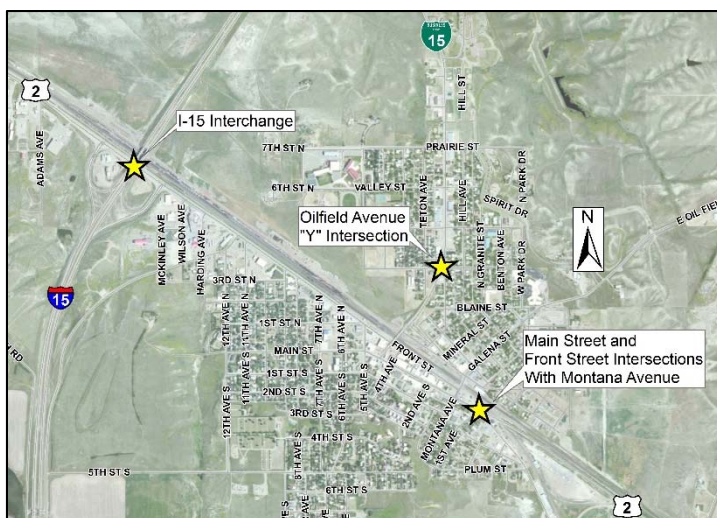 BUSINESS
15
2
I-15 Interchange
ADAMS AVE
HILL ST
7TH ST N
PRAIRIE ST
6TH ST N
VALLEY ST
TETON AVE
HILL AVE
SPIRIT DR
N PARK DR
Oilfield Avenue
"Y" Intersection
N GRANITE ST
BENTON AVE
W PARK DR
N
E OIL FIEL
MCKINLEY AVE
WILSON AVE
HARDING AVE
3RD ST N
15
RD
12TH AVE N
11TH AVE N
1ST ST N
7TH AVE N
6TH AVE N
MAIN ST
FRONT ST
BLAINE ST
MINERAL ST
GALENA ST
Main Street and
Front Street Intersections
With Montana Avenue
1ST ST S
2ND ST S
3RD ST S
4TH ST S
12TH AVE S
11TH AVE S
7TH AVE S
6TH AVE S
5TH AVE S
4TH AVE
2ND AVE S
MONTANA AVE
1ST AVE
PLUM ST
5TH ST S
8TH AVE S
6TH ST S
2